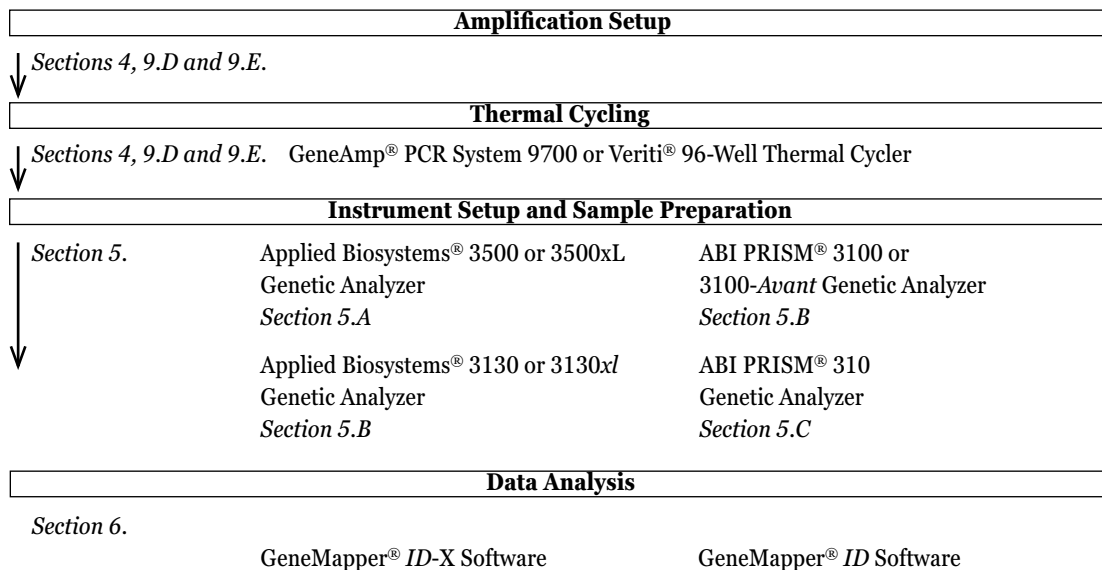 Amplification Setup
Sections 4, 9.D and 9.E.
Thermal Cycling
Sections 4, 9.D and 9.E. GeneAmp® PCR System 9700 or Veriti® 96-Well Thermal Cycler
Instrument Setup and Sample Preparation
Section 5.
Applied Biosystems® 3500 or 3500xL
Genetic Analyzer
Section 5.A
ABI PRISM® 3100 or
3100-Avant Genetic Analyzer
Section 5.B
Applied Biosystems® 3130 or 3130xl
Genetic Analyzer
Section 5.B
ABI PRISM® 310
Genetic Analyzer
Section 5.C
Data Analysis
Section 6.
GeneMapper® ID-X Software
GeneMapper® ID Software